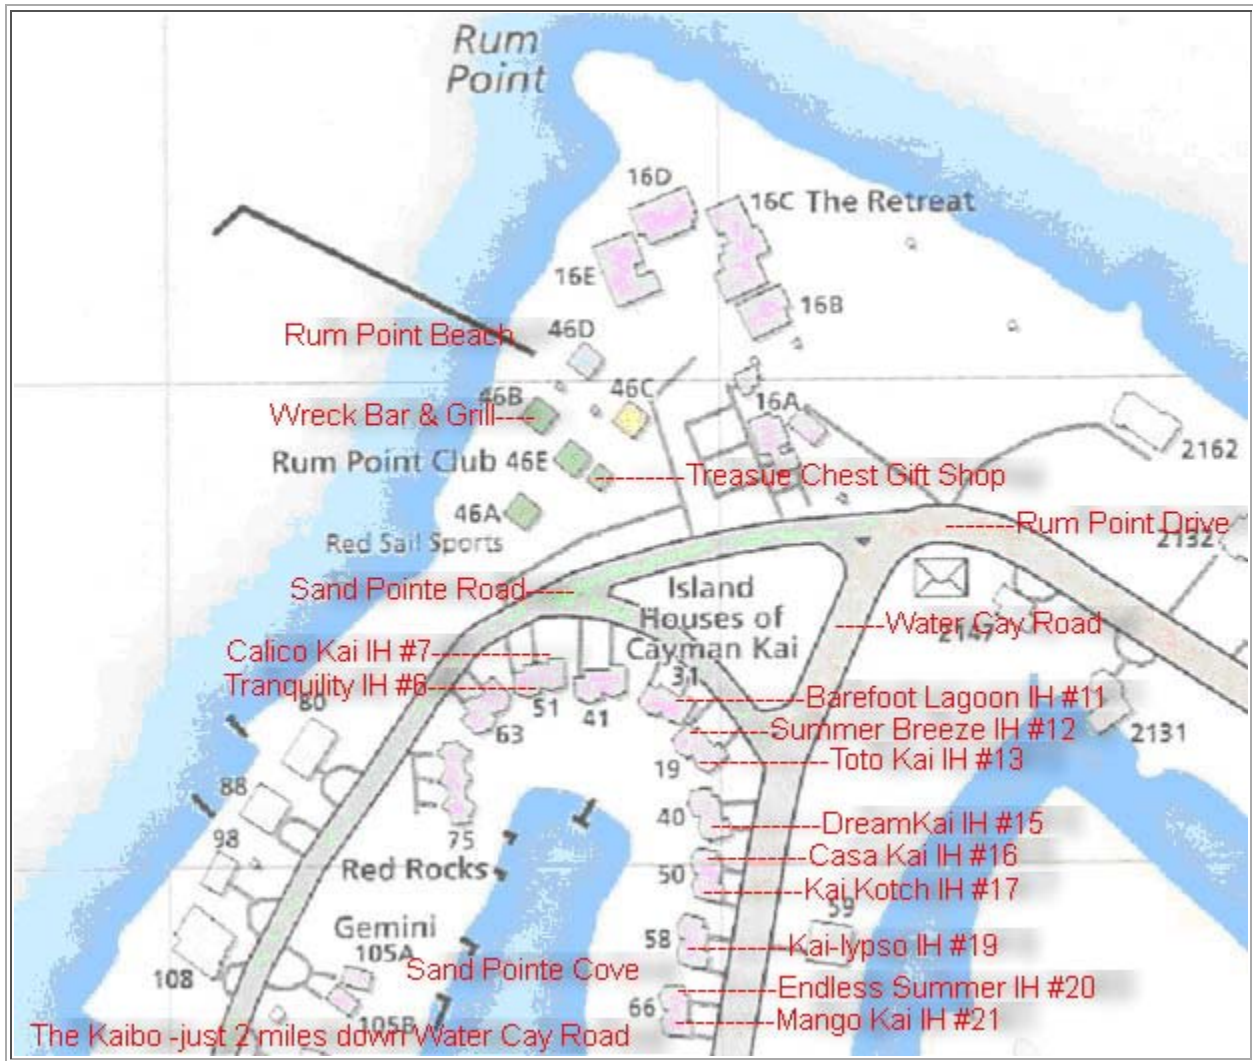 Rum
Point
16D
16C The Retreat
16E
16B
Rum Point Beach
46D
46B
46C
16A
Wreck Bar & Grill
2162
Rum Point Club 46E
Treasue Chest Gift Shop
46A
Rum Point Drive
Red Sail Sports
2132
Sand Pointe Road
Island
Houses of
Cayman Kai
Water Cay Road
2147
Calico Kai IH #7
Tranquility IH #6
31
80
51
41
63
Barefoot Lagoon IH #11
Summer Breeze IH #12
2131
19
Toto Kai IH #13
88
98
75
40
DreamKai IH #15
Casa Kai IH #16
Red Rocks
50
Kai Kotch IH #17
59
Gemini
105A
58
Kai-lypso IH #19
Sand Pointe Cove
108
Endless Summer IH #20
66
105B
Mango Kai IH #21
The Kaibo -just 2 miles down Water Cay Road